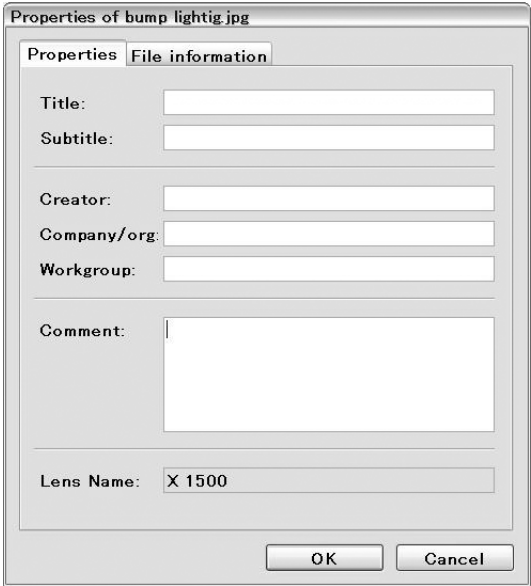 Properties of bump lightig.jpg
Properties File information
Title:
Subtitle:
Creator:
Company/org:
Workgroup:
Comment:
Lens Name: X 1500
OK Cancel